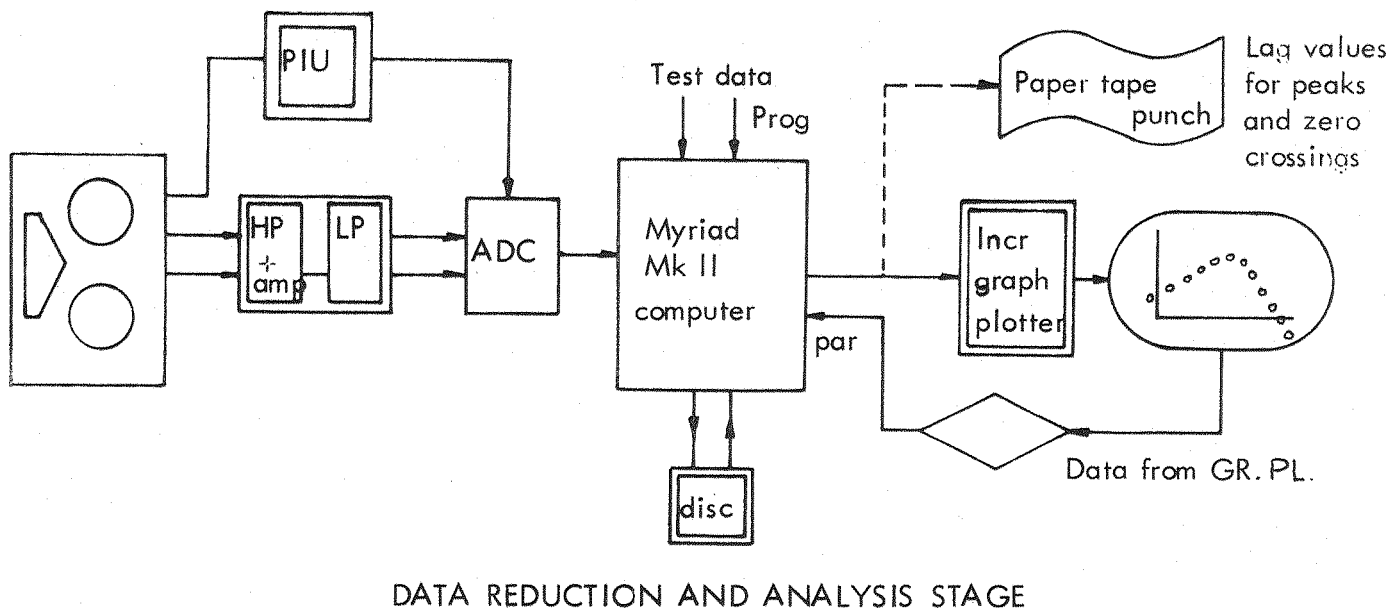 PIU
HP
+
amp
LP
ADC
Test data
Prog
Myriad
Mk II
computer
disc
par
Paper tape
punch
Lag values
for peaks
and zero
crossings
Incr
graph
plotter
Data from GR. PL.
DATA REDUCTION AND ANALYSIS STAGE